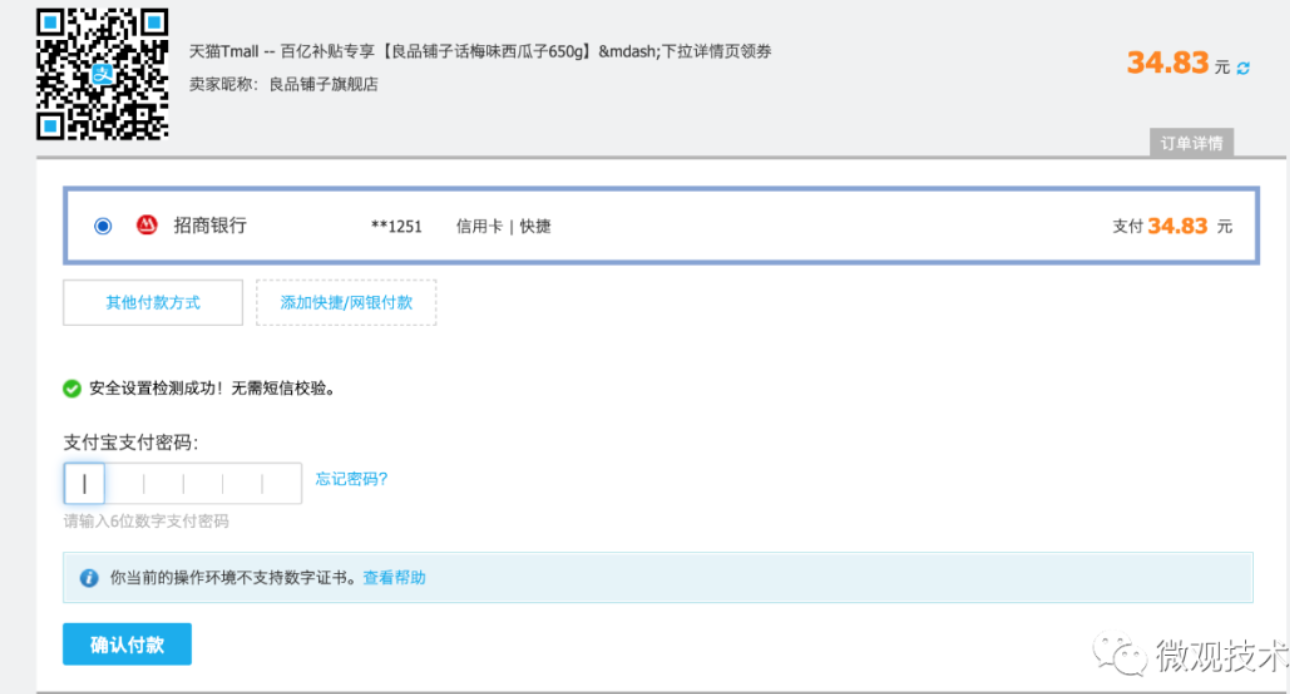 天猫Tmall -- 百亿补贴专享【良品铺子话梅味西瓜子650g】&mdash;下拉详情页领券
34.83 元
卖家昵称：良品铺子旗舰店
订单详情
招商银行 **1251 信用卡 | 快捷 支付 34.83 元
其他付款方式 添加快捷/网银付款
安全设置检测成功！无需短信校验。
支付宝支付密码:
忘记密码?
请输入6位数字支付密码
你当前的操作环境不支持数字证书。查看帮助
确认付款
微观技术